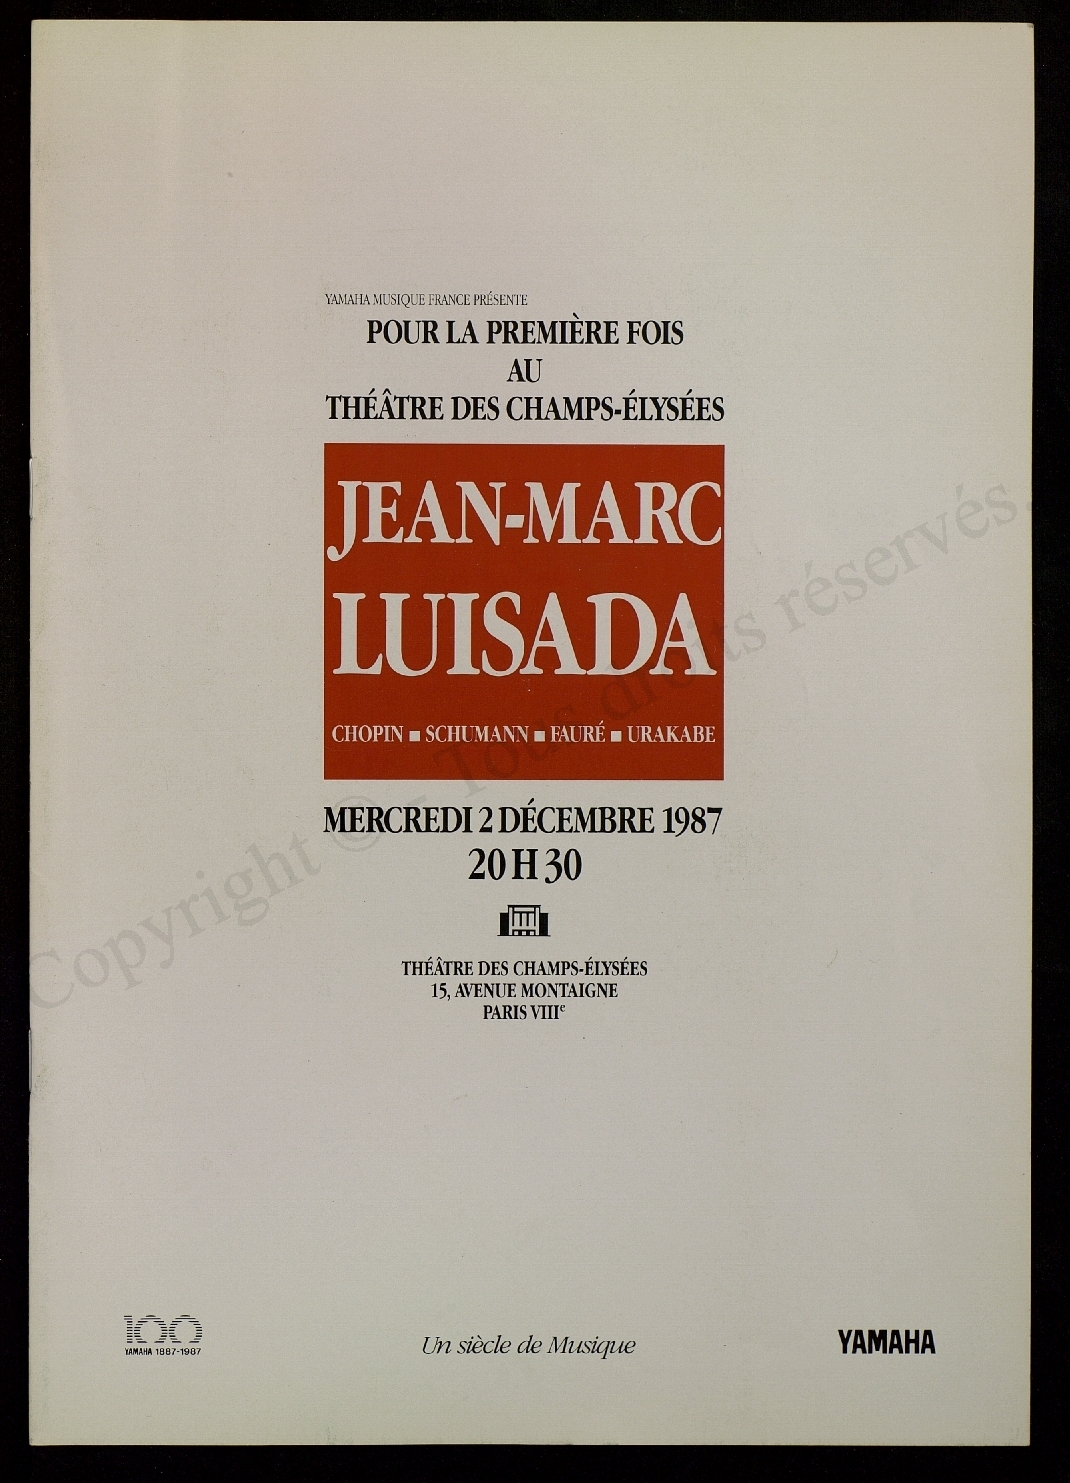 YAMAHA MUSIQUE FRANCE PRÉSENTE
POUR LA PREMIÈRE FOIS
AU
THÉÂTRE DES CHAMPS-ÉLYSÉES
JEAN-MARC
LUISADA
CHOPIN ■ SCHUMANN ■ FAURÉ ■ URAKABE
MERCREDI 2 DÉCEMBRE 1987
20 H 30
THÉÂTRE DES CHAMPS-ÉLYSÉES
15, AVENUE MONTAIGNE
PARIS VIIIe
100
YAMAHA 1887-1987
Un siècle de Musique
YAMAHA
Copyright © - Tous droits réservés.